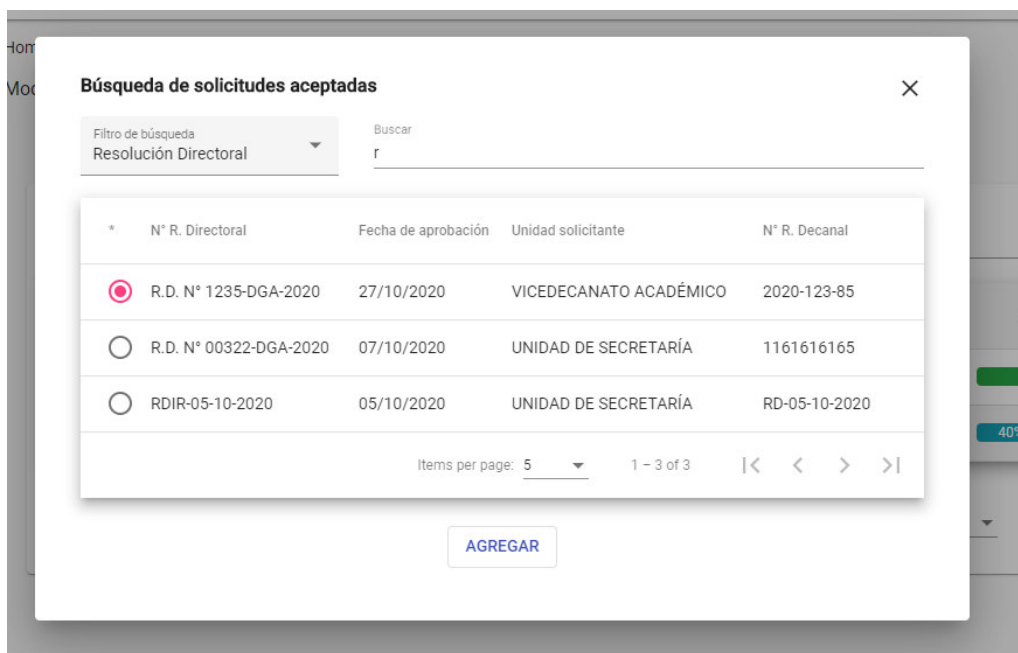 Hom
Mod
Búsqueda de solicitudes aceptadas
Filtro de búsqueda
Resolución Directoral
Buscar
r
* N° R. Directoral Fecha de aprobación Unidad solicitante N° R. Decanal
R.D. N° 1235-DGA-2020 27/10/2020 VICEDECANATO ACADÉMICO 2020-123-85
R.D. N° 00322-DGA-2020 07/10/2020 UNIDAD DE SECRETARÍA 1161616165
RDIR-05-10-2020 05/10/2020 UNIDAD DE SECRETARÍA RD-05-10-2020
40%
Items per page: 5 1 – 3 of 3
AGREGAR